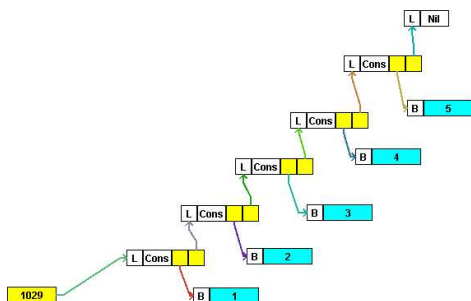 L Nil
L Cons
B 5
L Cons
B 4
L Cons
B 3
L Cons
B 2
L Cons
1029
B 1